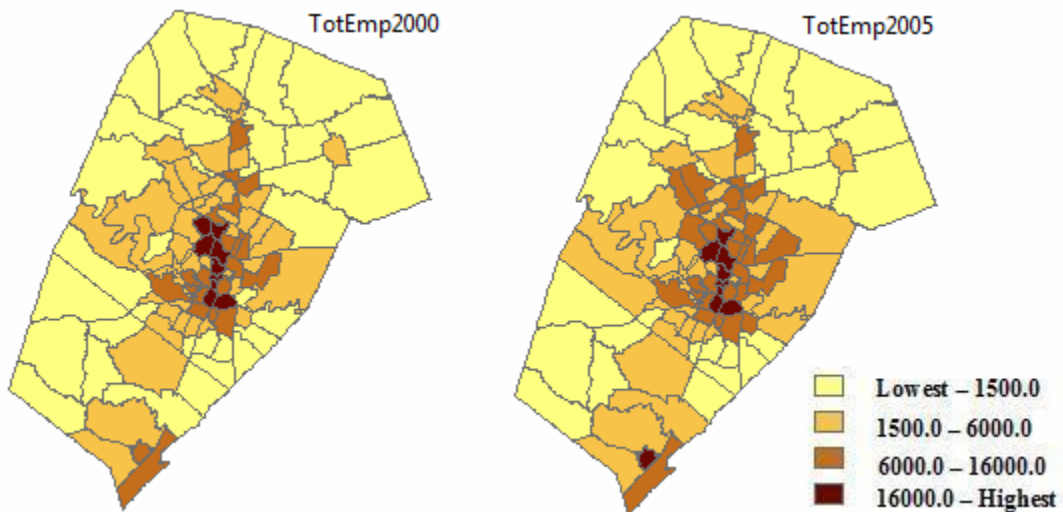 TotEmp2000
TotEmp2005
Lowest – 1500.0
1500.0 – 6000.0
6000.0 – 16000.0
16000.0 – Highest